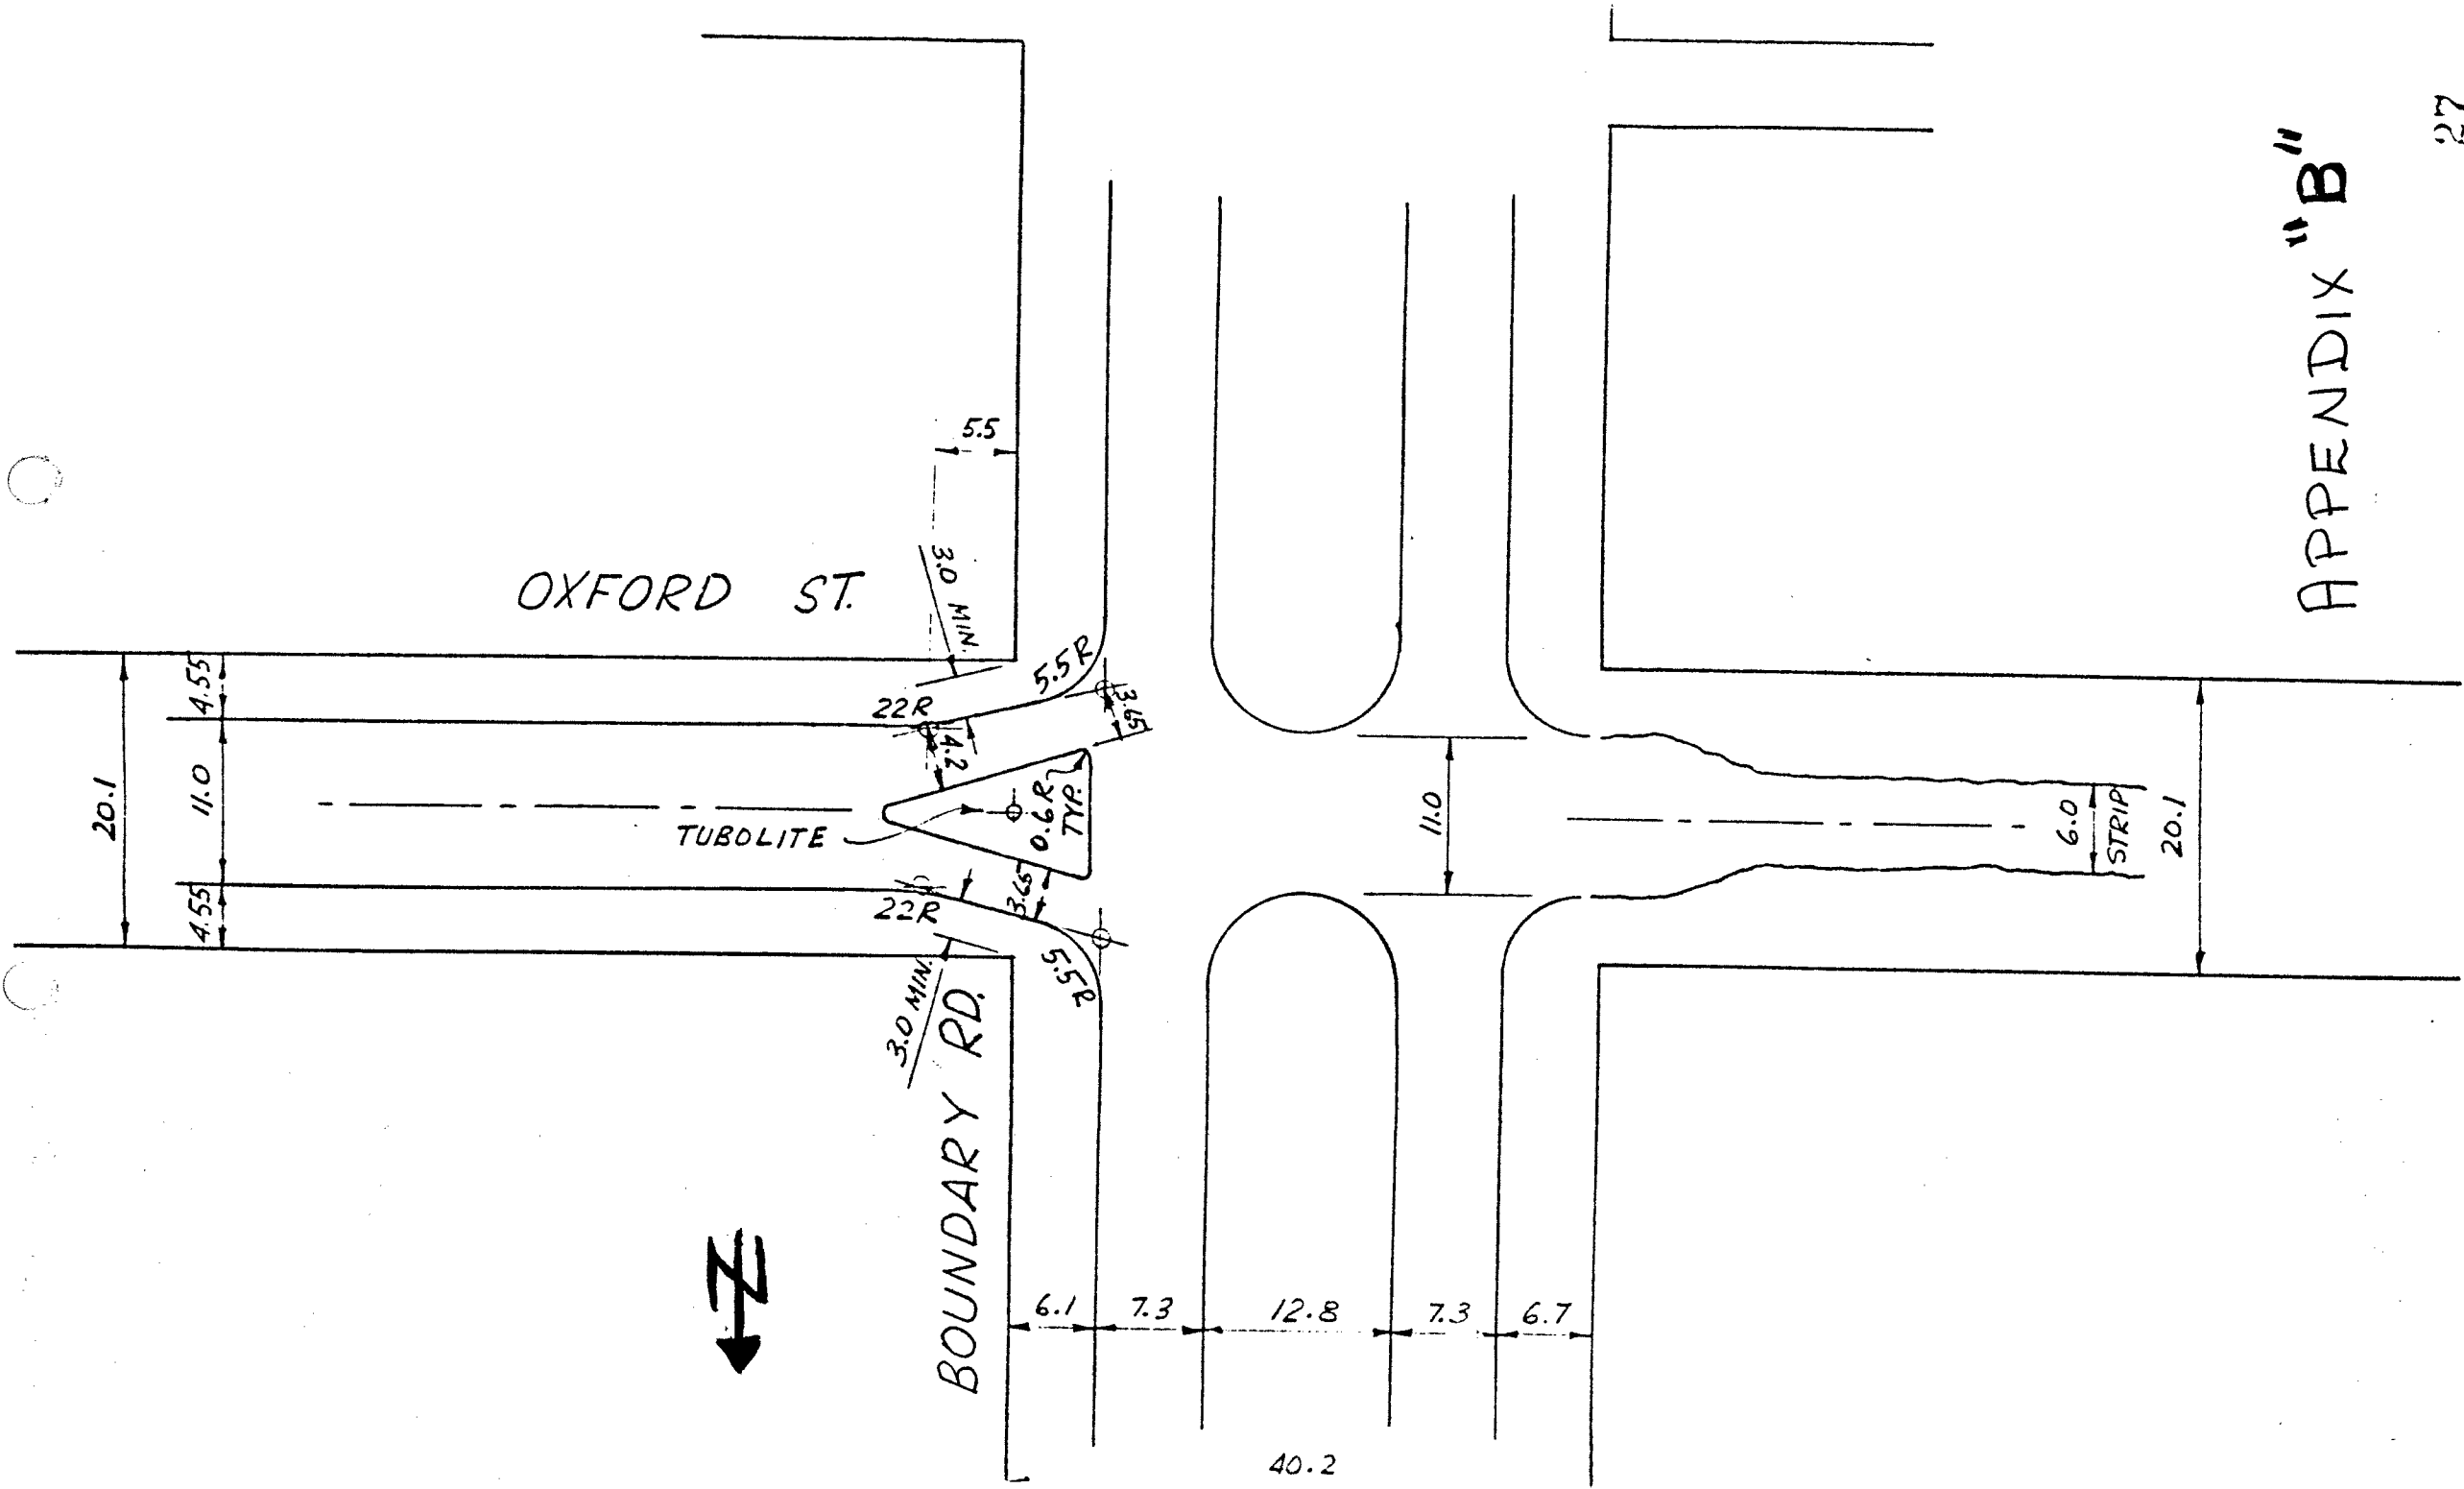 5.5
3.0 MIN.
OXFORD ST.
5.5 R
3.65
22R
4.2
4.55
11.0
20.1
4.55
TUBOLITE
0.6 R
TYP.
3.65
22R
5.5R
3.0 MIN.
BOUNDARY RD.
N
11.0
6.0
STRIP
20.1
6.1
7.3
12.8
7.3
6.7
40.2
APPENDIX "B"
27